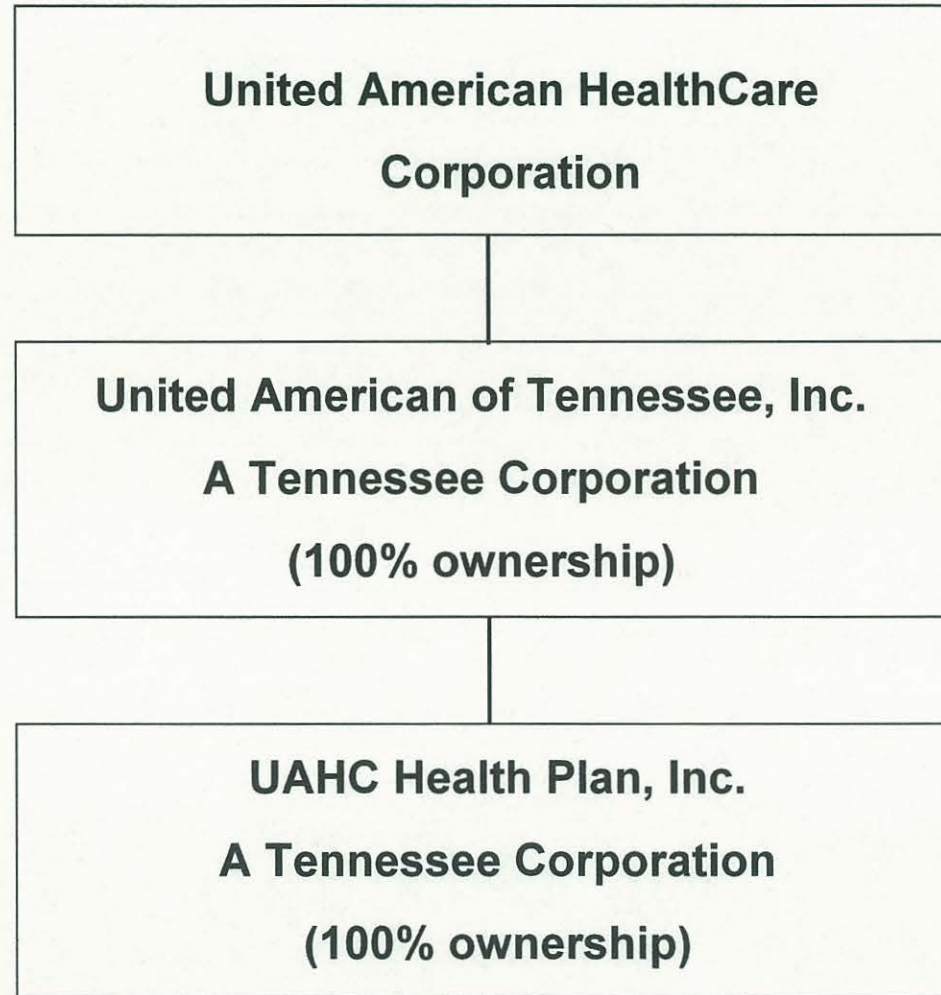 United American HealthCare
Corporation
United American of Tennessee, Inc.
A Tennessee Corporation
(100% ownership)
UAHC Health Plan, Inc.
A Tennessee Corporation
(100% ownership)